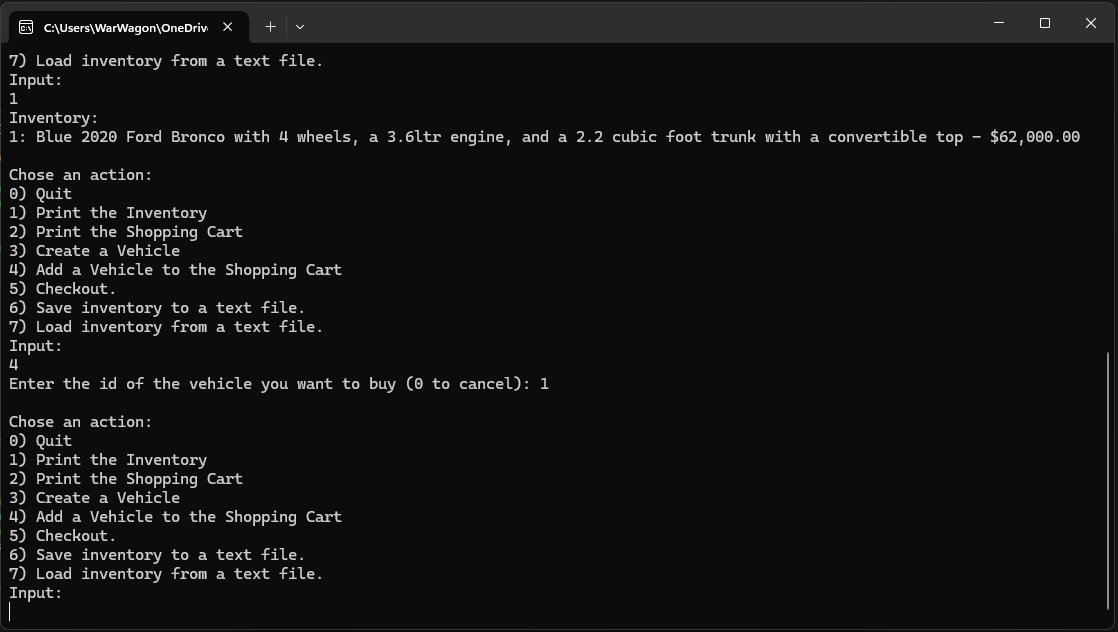 C:\Users\WarWagon\OneDriv
7) Load inventory from a text file.
Input:
1
Inventory:
1: Blue 2020 Ford Bronco with 4 wheels, a 3.6ltr engine, and a 2.2 cubic foot trunk with a convertible top - $62,000.00
Chose an action:
0) Quit
1) Print the Inventory
2) Print the Shopping Cart
3) Create a Vehicle
4) Add a Vehicle to the Shopping Cart
5) Checkout.
6) Save inventory to a text file.
7) Load inventory from a text file.
Input:
4
Enter the id of the vehicle you want to buy (0 to cancel): 1
Chose an action:
0) Quit
1) Print the Inventory
2) Print the Shopping Cart
3) Create a Vehicle
4) Add a Vehicle to the Shopping Cart
5) Checkout.
6) Save inventory to a text file.
7) Load inventory from a text file.
Input: